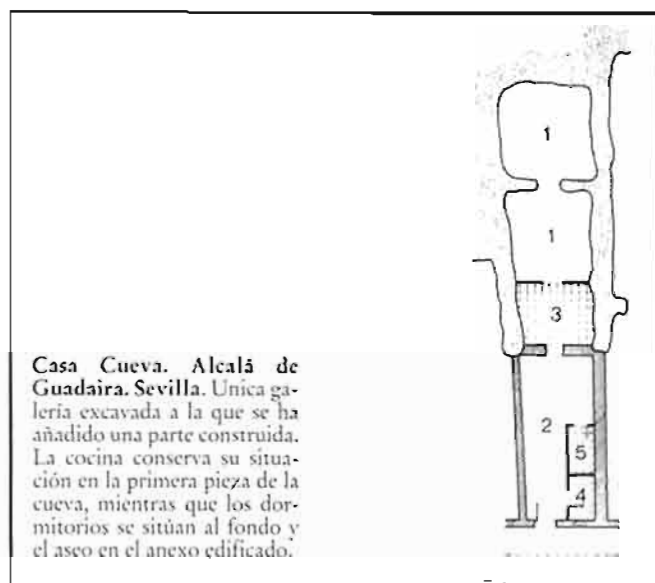 Casa Cueva. Alcalá de
Guadaira. Sevilla. Unica ga-
lería excavada a la que se ha
añadido una parte construida.
La cocina conserva su situa-
ción en la primera pieza de la
cueva, mientras que los dor-
mitorios se sitúan al fondo y
el aseo en el anexo edificado.
1
1
3
2
5
4